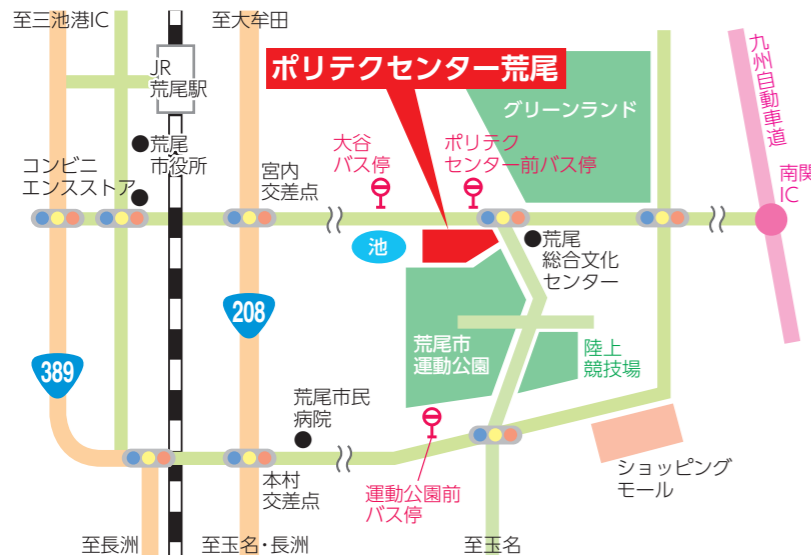 至三池港IC
至大牟田
JR
荒尾駅
ポリテクセンター荒尾
グリーンランド
九州自動車道
荒尾
市役所
コンビニ
エンスストア
宮内
交差点
大谷
バス停
ポリテク
センター前バス停
南関
IC
池
荒尾
総合文化
センター
208
389
荒尾市
運動公園
陸上
競技場
荒尾市民
病院
本村
交差点
運動公園前
バス停
ショッピング
モール
至長洲
至玉名・長洲
至玉名